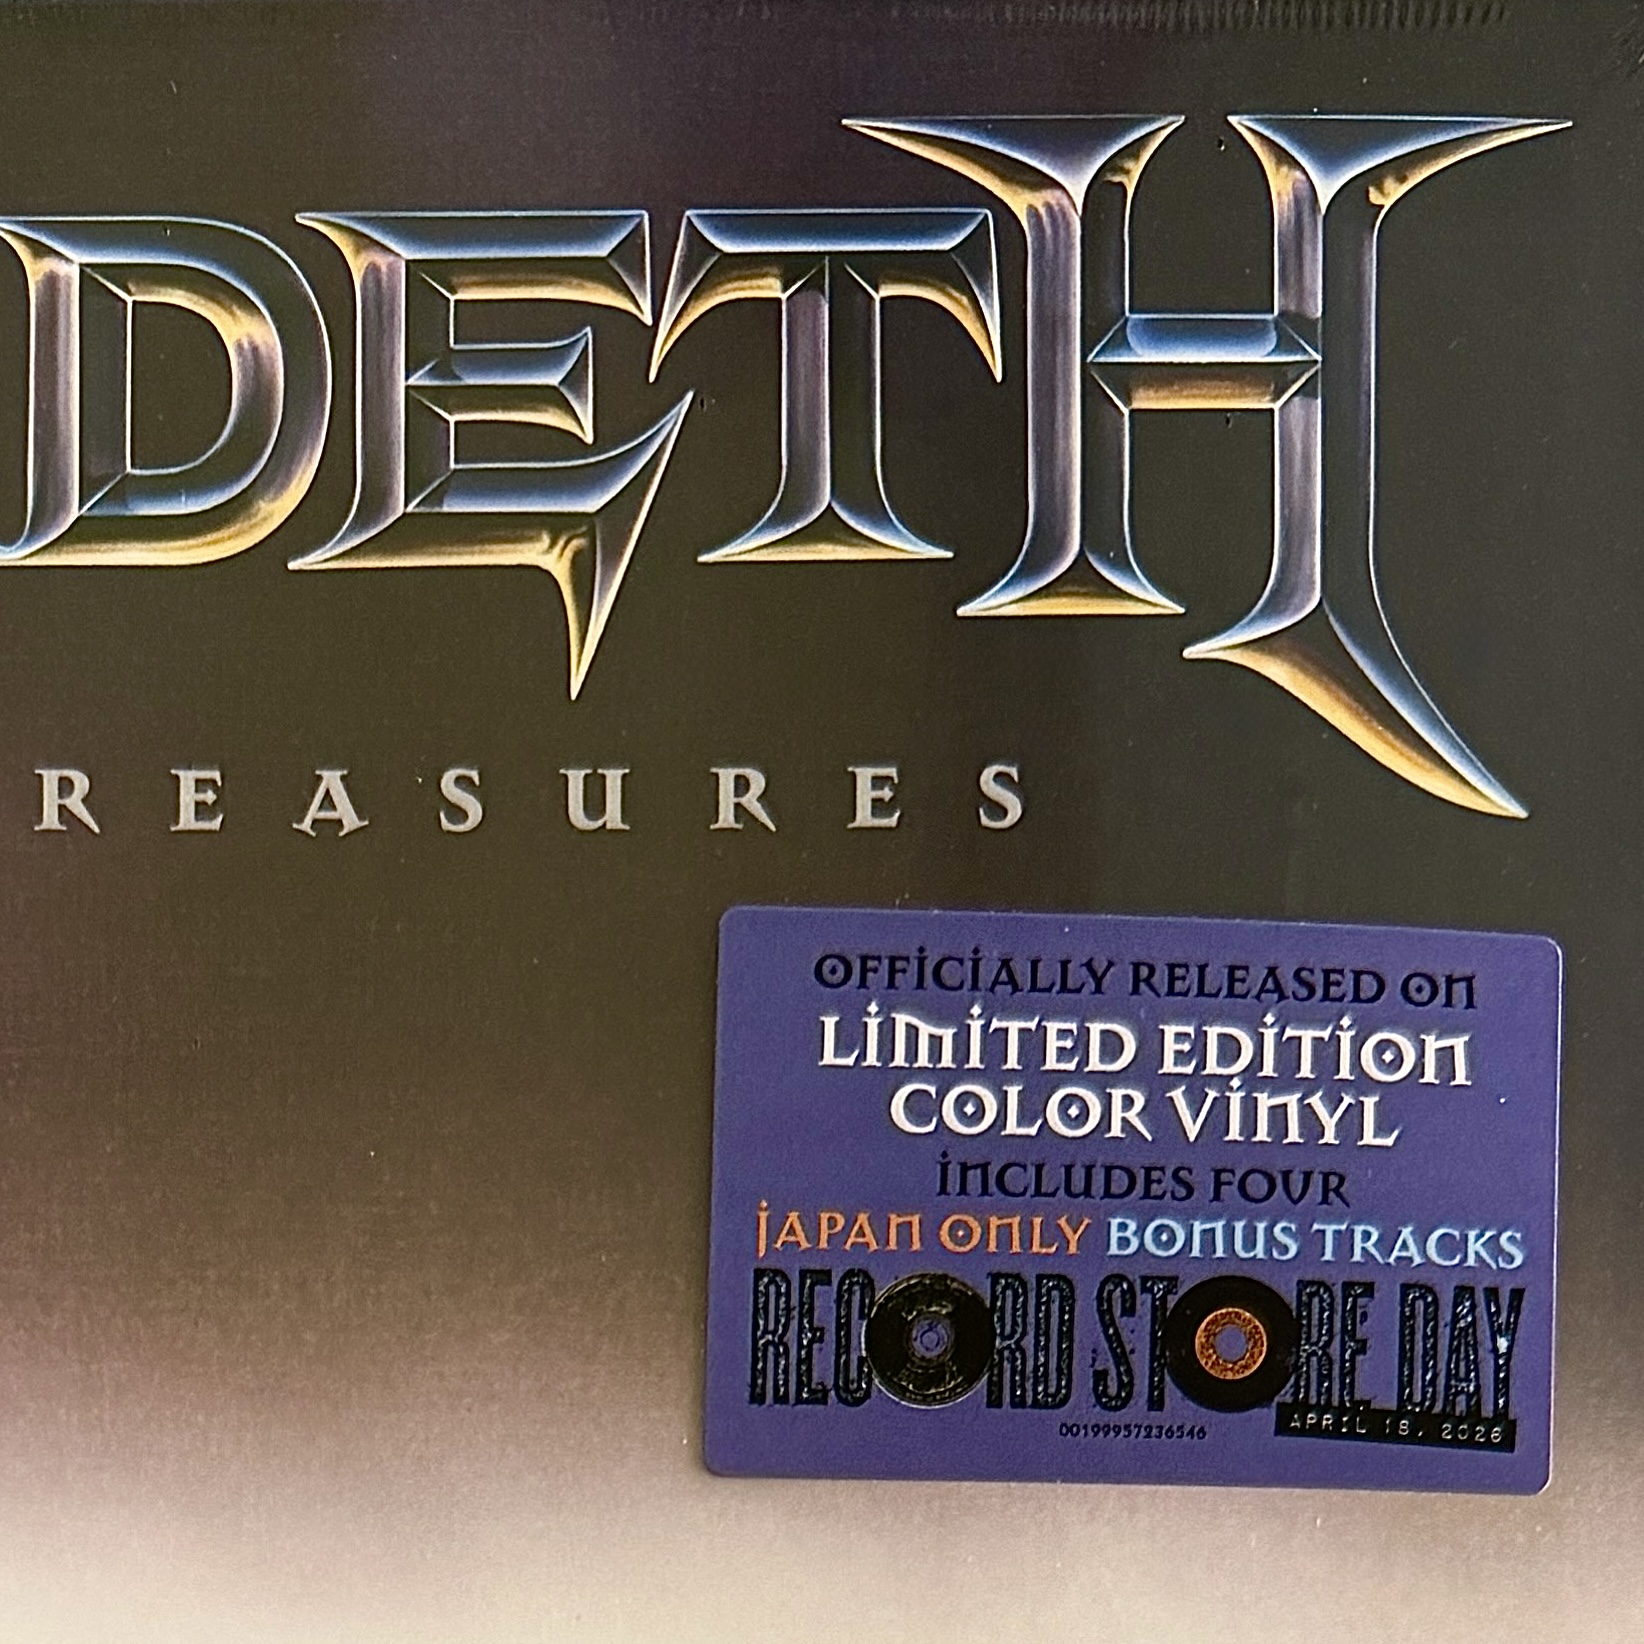 DETH
REASURES
OFFICIALLY RELEASED ON
LIMITED EDITION
COLOR VINYL
INCLUDES FOUR
JAPAN ONLY BONUS TRACKS
RECORD STORE DAY
APRIL 18, 2026
00199957236546